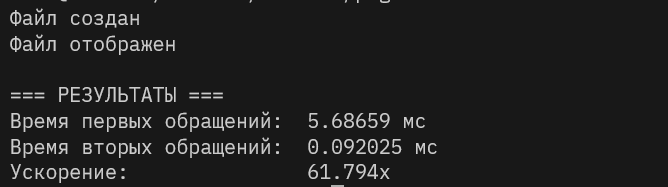 Файл создан
Файл отображен
=== РЕЗУЛЬТАТЫ ===
Время первых обращений: 5.68659 мс
Время вторых обращений: 0.092025 мс
Ускорение: 61.794x